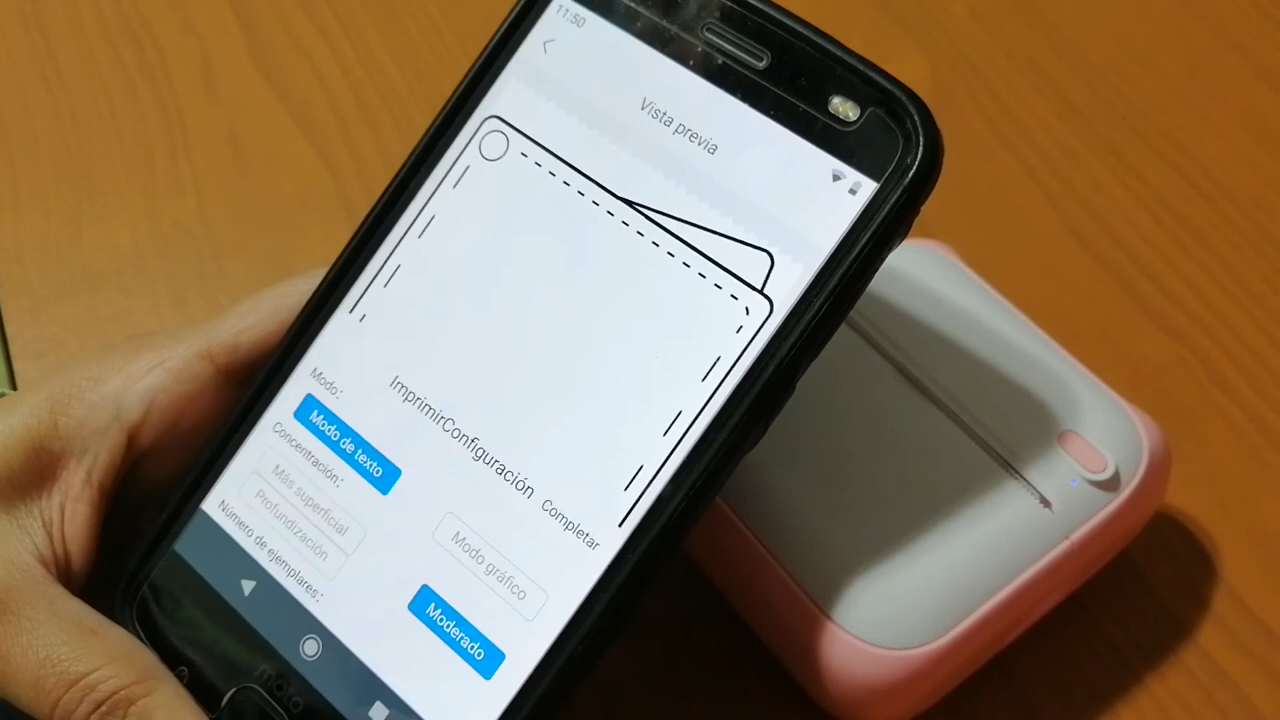 11:50
Vista previa
ImprimirConfiguración
Completar
Modo:
Modo de texto
Modo gráfico
Concentración:
Más superficial
Moderado
Profundización
Número de ejemplares:
moto